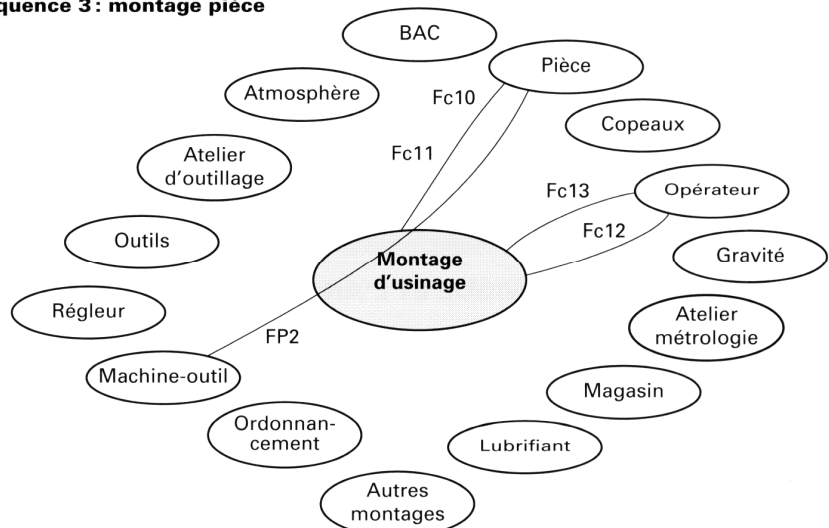 quence 3 : montage pièce
BAC
Pièce
Atmosphère
Fc10
Copeaux
Fc11
Atelier
d'outillage
Fc13
Opérateur
Fc12
Outils
Montage
d'usinage
Gravité
Régleur
Atelier
métrologie
FP2
Machine-outil
Magasin
Ordonnan-
cement
Lubrifiant
Autres
montages